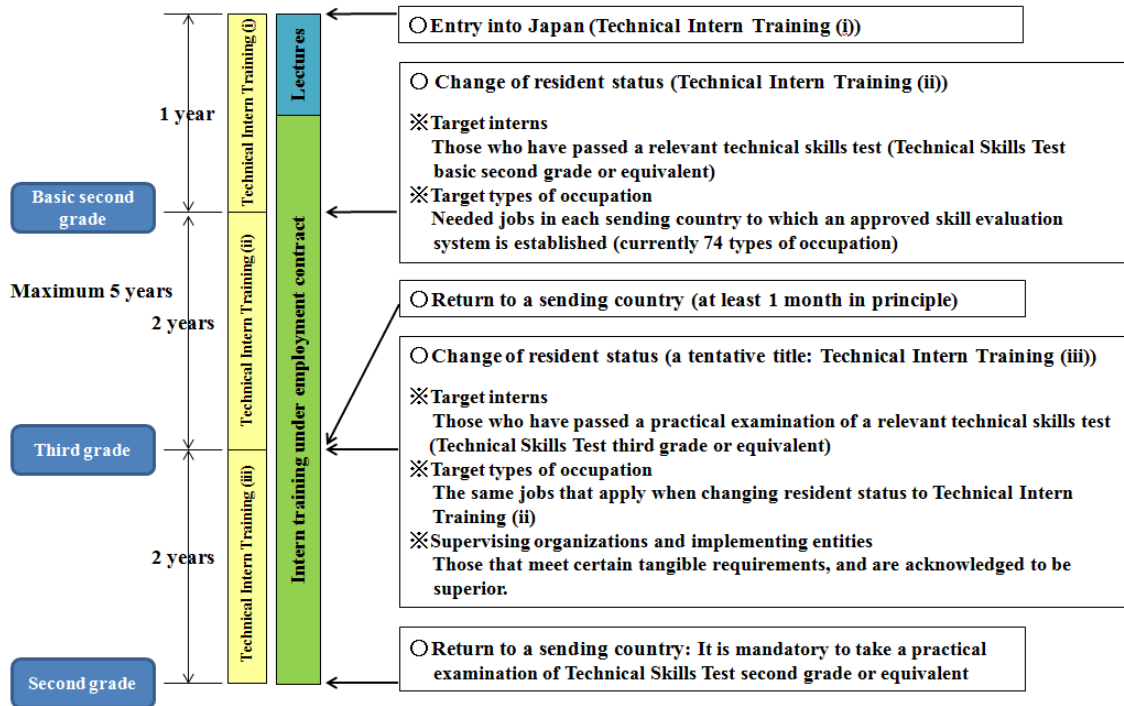 ○Entry into Japan (Technical Intern Training (i))
○ Change of resident status (Technical Intern Training (ii))
※Target interns
Those who have passed a relevant technical skills test (Technical Skills Test
basic second grade or equivalent)
※Target types of occupation
Needed jobs in each sending country to which an approved skill evaluation
system is established (currently 74 types of occupation)
○Return to a sending country (at least 1 month in principle)
○Change of resident status (a tentative title: Technical Intern Training (iii))
※Target interns
Those who have passed a practical examination of a relevant technical skills test
(Technical Skills Test third grade or equivalent)
※Target types of occupation
The same jobs that apply when changing resident status to Technical Intern
Training (ii)
※Supervising organizations and implementing entities
Those that meet certain tangible requirements, and are acknowledged to be
superior.
○Return to a sending country: It is mandatory to take a practical
examination of Technical Skills Test second grade or equivalent
1 year
Basic second
grade
Maximum 5 years
2 years
Third grade
2 years
Second grade
Technical Intern Training (i)
Technical Intern Training (ii)
Technical Intern Training (iii)
Lectures
Intern training under employment contract